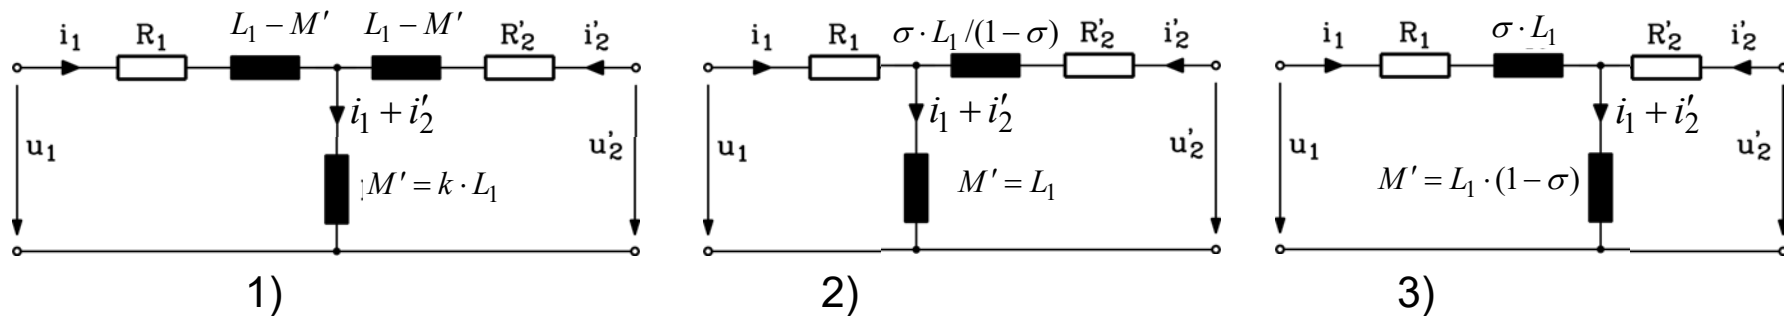 i₁ R₁ L₁ − M′ L₁ − M′ R′₂ i′₂
i₁ + i′₂
u₁ u′₂
M′ = k · L₁
1)
i₁ R₁ σ · L₁ /(1 − σ) R′₂ i′₂
i₁ + i′₂
u₁ u′₂
M′ = L₁
2)
i₁ R₁ σ · L₁ R′₂ i′₂
i₁ + i′₂
u₁ u′₂
M′ = L₁ · (1 − σ)
3)